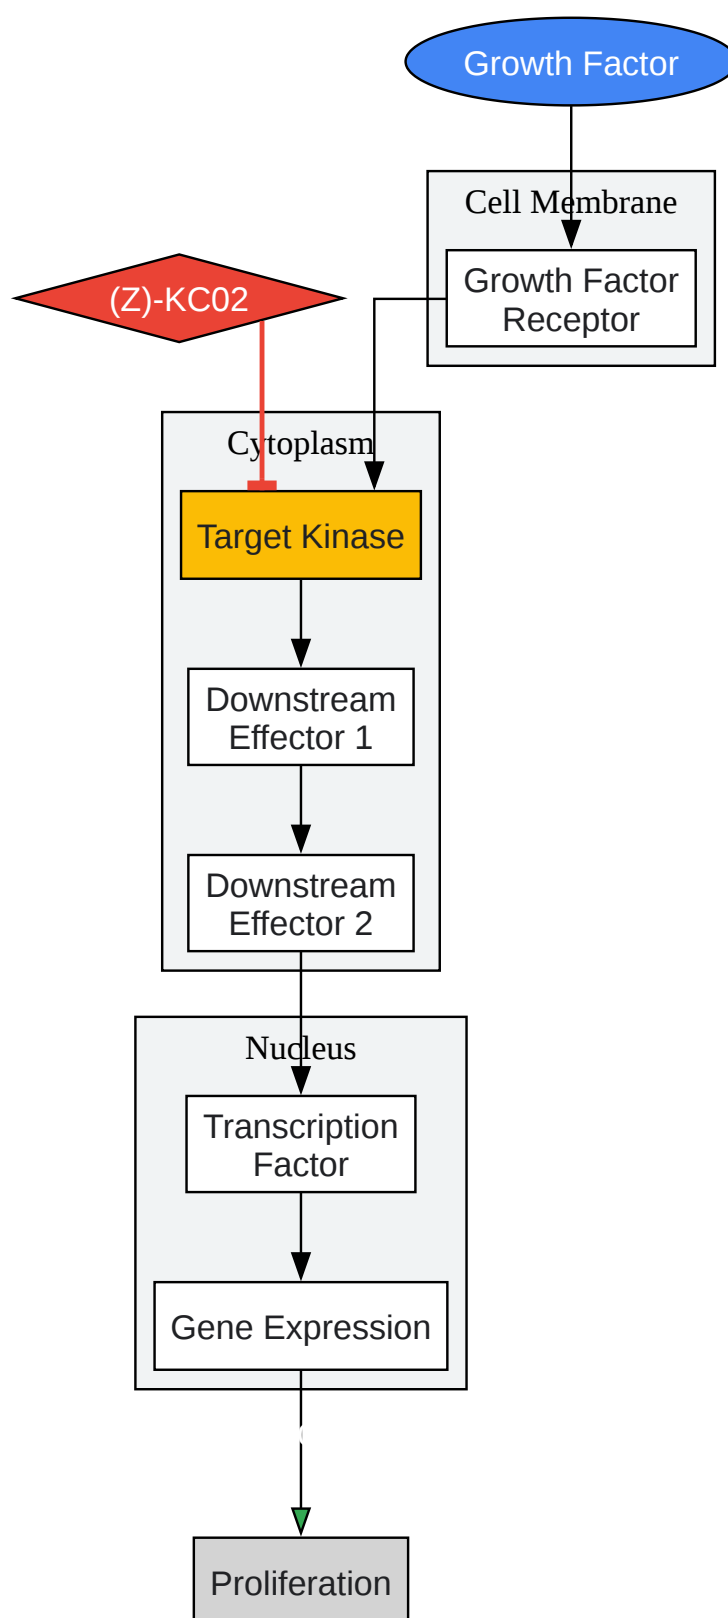 Growth Factor
Cell Membrane
Growth Factor
Receptor
(Z)-KC02
Cytoplasm
Target Kinase
Downstream
Effector 1
Downstream
Effector 2
Nucleus
Transcription
Factor
Gene Expression
Proliferation